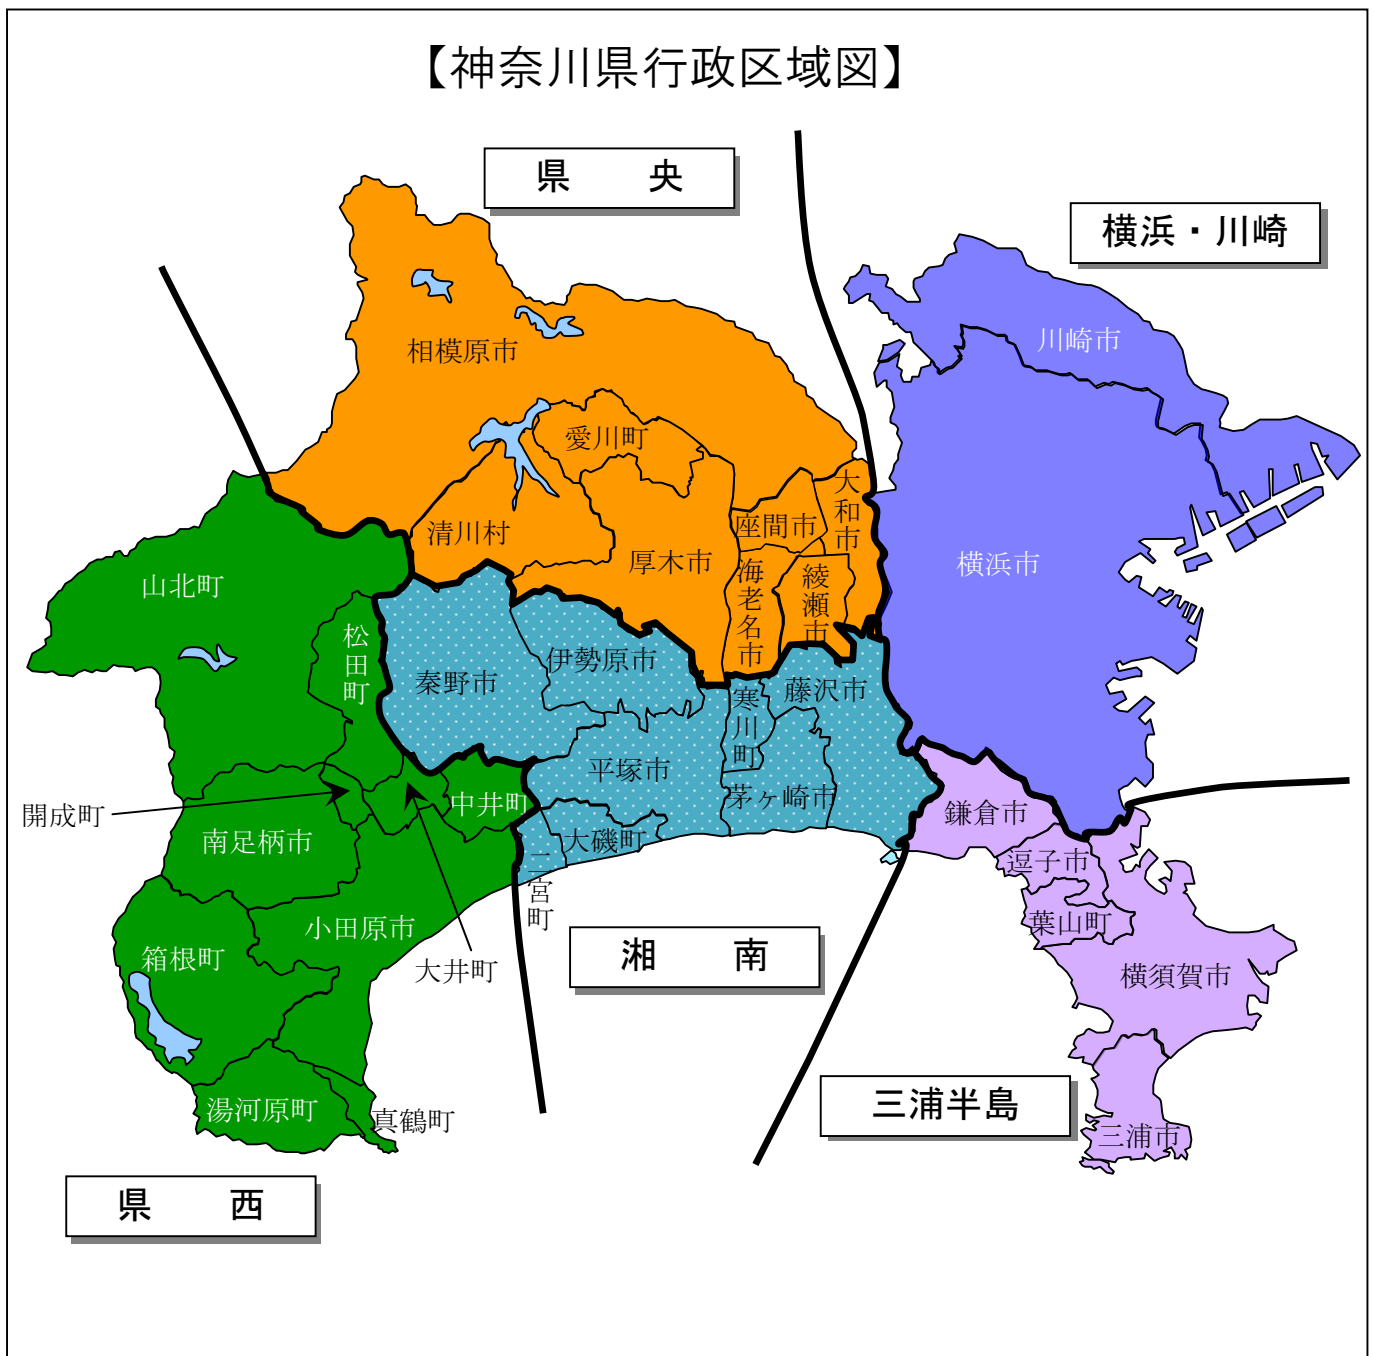 【神奈川県行政区域図】
県 央
横浜・川崎
川崎市
相模原市
愛川町
大和市
座間市
清川村
厚木市
海老名市
綾瀬市
横浜市
山北町
松田町
秦野市
伊勢原市
寒川町
藤沢市
平塚市
茅ヶ崎市
開成町
中井町
南足柄市
大磯町
二宮町
鎌倉市
逗子市
葉山町
小田原市
箱根町
大井町
湘 南
横須賀市
湯河原町
真鶴町
三浦半島
三浦市
県 西